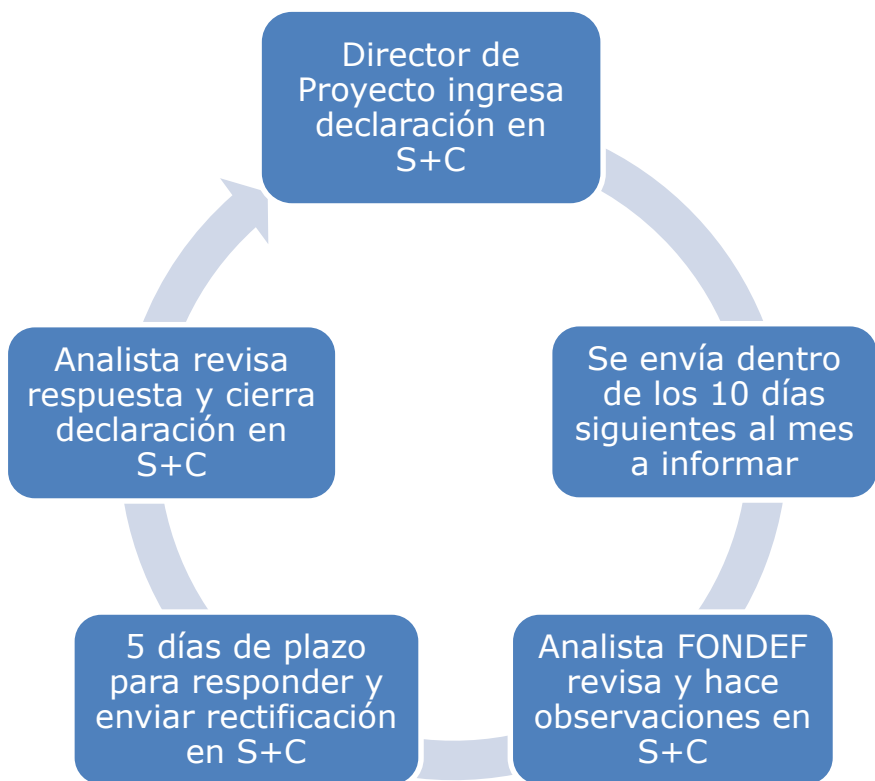 Director de
Proyecto ingresa
declaración en
S+C
Se envía dentro
de los 10 días
siguientes al mes
a informar
Analista FONDEF
revisa y hace
observaciones en
S+C
5 días de plazo
para responder y
enviar rectificación
en S+C
Analista revisa
respuesta y cierra
declaración en
S+C